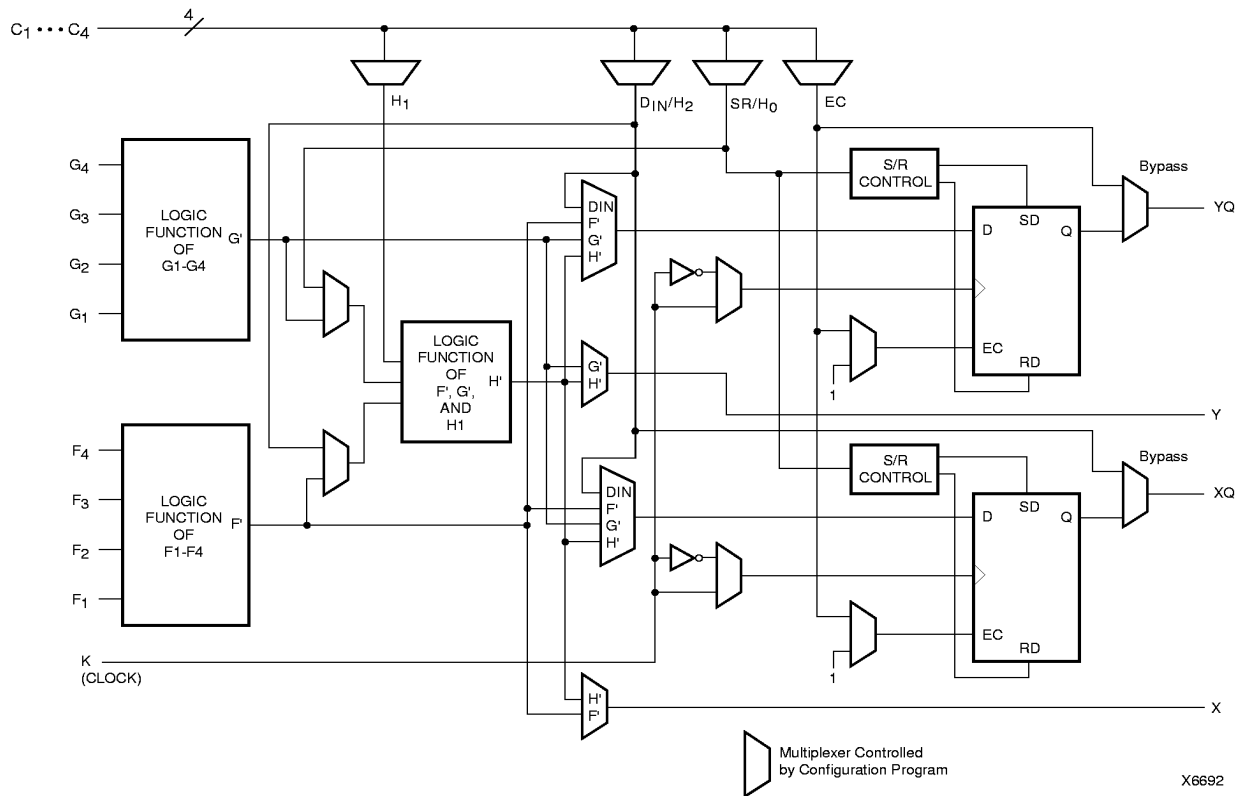 C1 ••• C4
4
H1
DIN/H2
SR/H0
EC
G4
G3
G2
G1
LOGIC
FUNCTION
OF
G1-G4
G'
DIN
F'
G'
H'
S/R
CONTROL
Bypass
D
SD
Q
EC
RD
1
YQ
LOGIC
FUNCTION
OF
F', G',
AND
H1
H'
G'
H'
Y
F4
F3
F2
F1
LOGIC
FUNCTION
OF
F1-F4
F'
DIN
F'
G'
H'
S/R
CONTROL
Bypass
D
SD
Q
EC
RD
1
XQ
K
(CLOCK)
H'
F'
X
Multiplexer Controlled
by Configuration Program
X6692